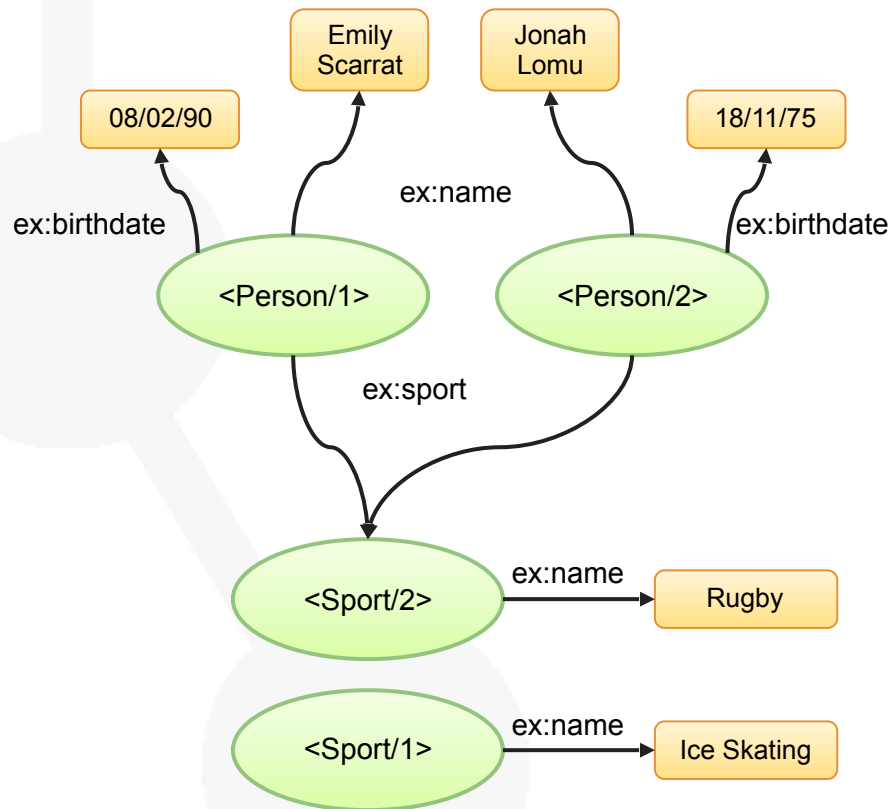 Emily
Scarrat
Jonah
Lomu
08/02/90
18/11/75
ex:name
ex:birthdate
ex:birthdate
<Person/1>
<Person/2>
ex:sport
<Sport/2>
ex:name
Rugby
<Sport/1>
ex:name
Ice Skating